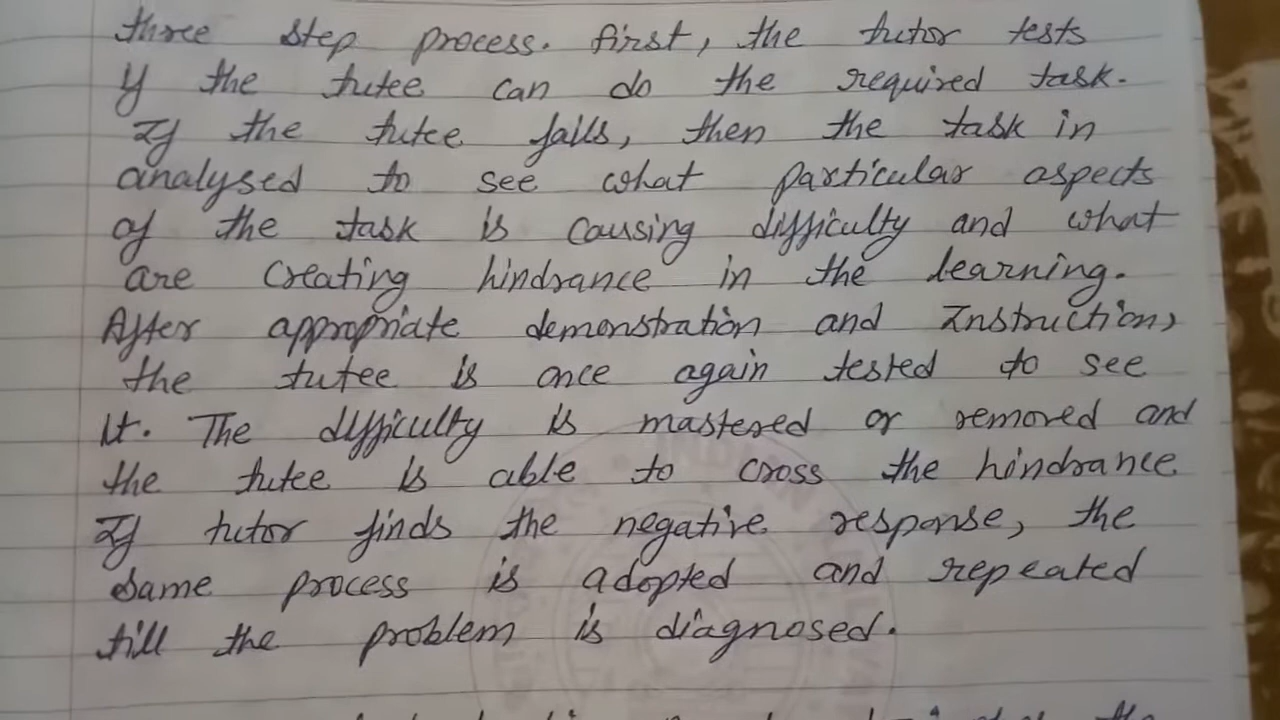 three step process. first, the tutor tests
if the tutee can do the required task.
If the tutee fails, then the task in
analysed to see what particular aspects
of the task is causing difficulty and what
are creating hindrance in the learning.
After appropriate demonstration and Instruction,
the tutee is once again tested to see
It. The difficulty is mastered or removed and
the tutee is able to cross the hindrance
If tutor finds the negative response, the
same process is adopted and repeated
till the problem is diagnosed.